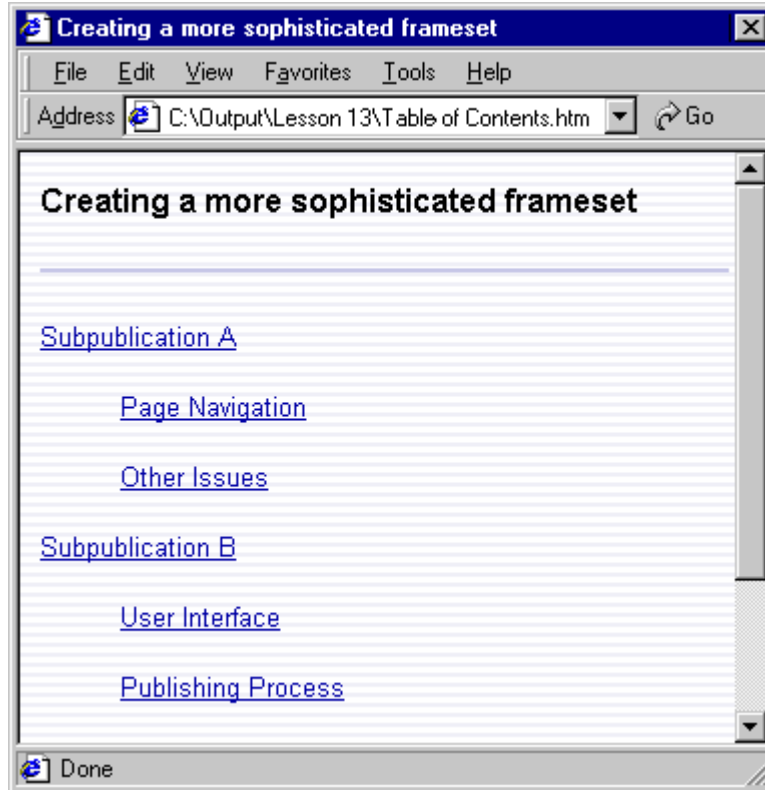 Creating a more sophisticated frameset
File Edit View Favorites Tools Help
Address C:\Output\Lesson 13\Table of Contents.htm Go
Creating a more sophisticated frameset
Subpublication A
Page Navigation
Other Issues
Subpublication B
User Interface
Publishing Process
Done